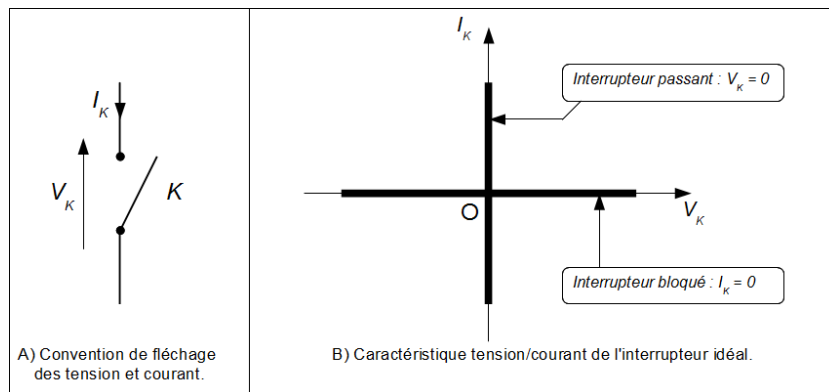 I_K
V_K
K
A) Convention de fléchage
des tension et courant.
I_K
Interrupteur passant : V_K = 0
O
V_K
Interrupteur bloqué : I_K = 0
B) Caractéristique tension/courant de l'interrupteur idéal.